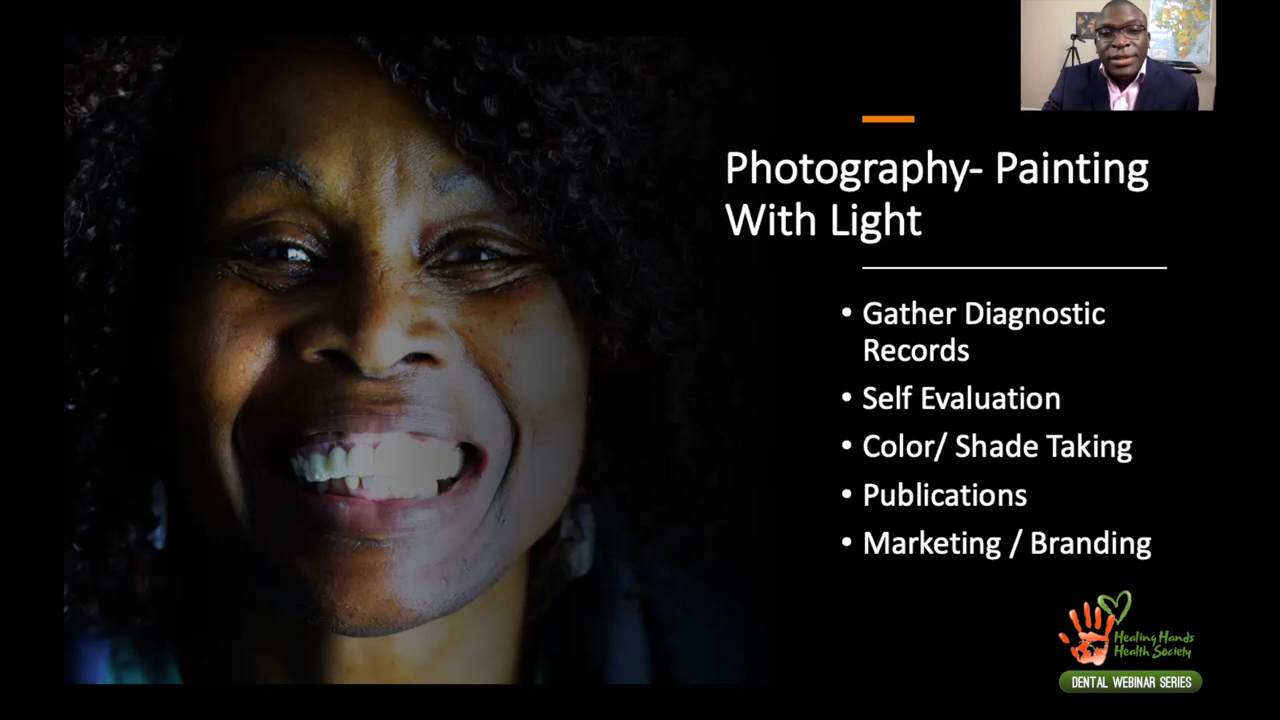 Photography- Painting
With Light
• Gather Diagnostic
Records
• Self Evaluation
• Color/ Shade Taking
• Publications
• Marketing / Branding
Healing Hands
Health Society
DENTAL WEBINAR SERIES